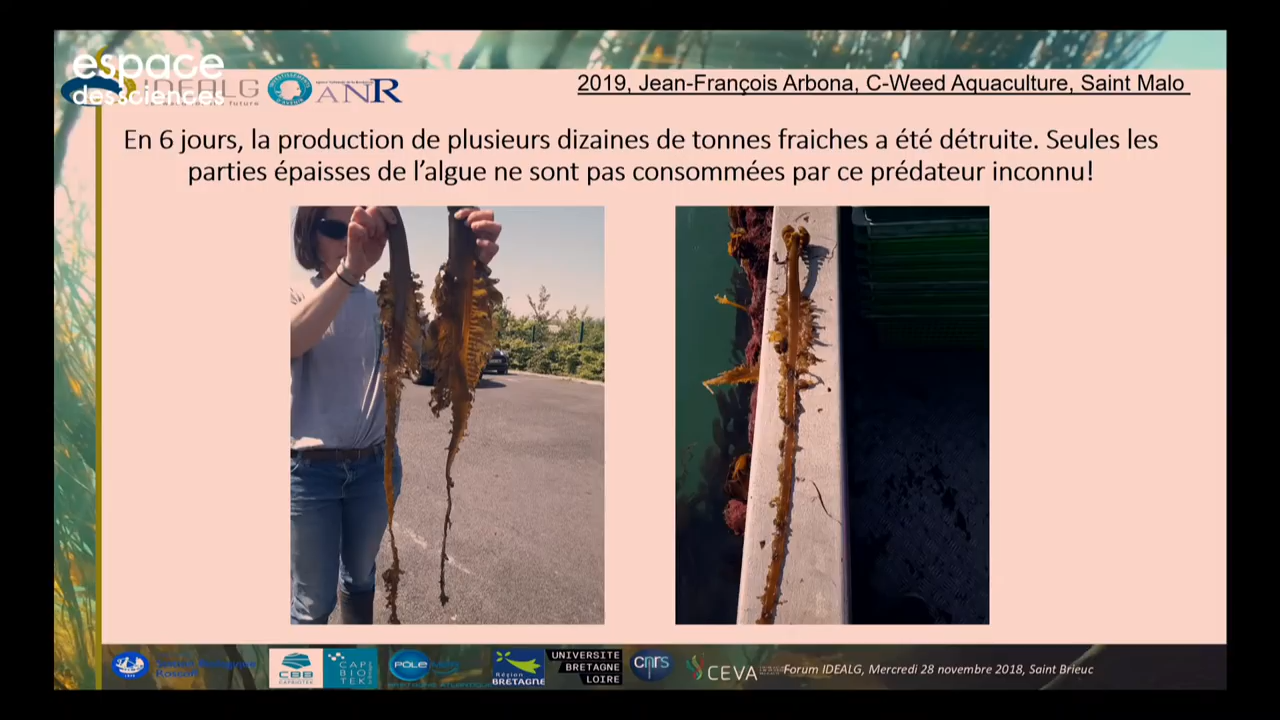 espace
des sciences
IDEALG
ANR
2019, Jean-François Arbona, C-Weed Aquaculture, Saint Malo
En 6 jours, la production de plusieurs dizaines de tonnes fraiches a été détruite. Seules les
parties épaisses de l’algue ne sont pas consommées par ce prédateur inconnu!
Roscoff
CBB
CAP
BIO
TEK
PÔLE
Région
BRETAGNE
UNIVERSITE
BRETAGNE
LOIRE
cnrs
CEVA
Forum IDEALG, Mercredi 28 novembre 2018, Saint Brieuc